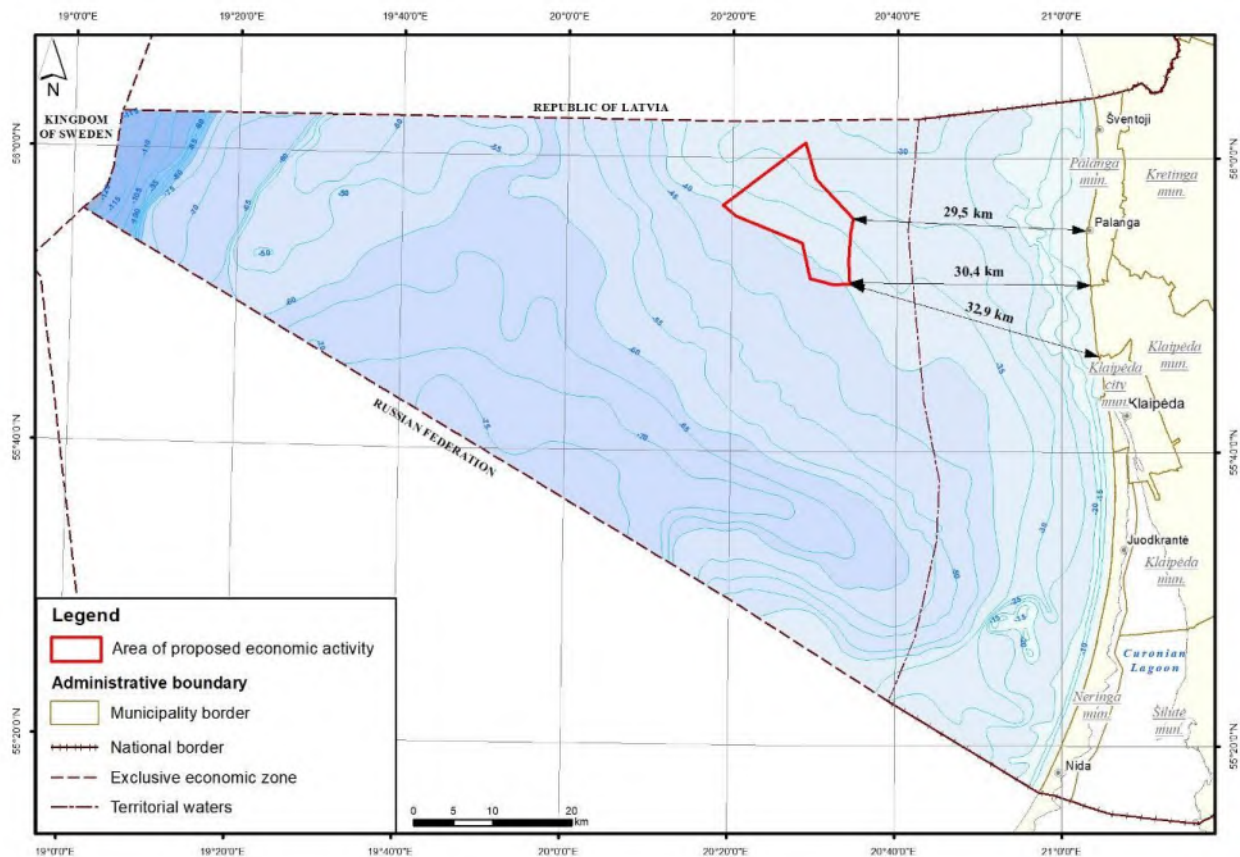 19°0'0"E 19°20'0"E 19°40'0"E 20°0'0"E 20°20'0"E 20°40'0"E 21°0'0"E
N
KINGDOM
OF SWEDEN
REPUBLIC OF LATVIA
Šventoji
56°0'0"N
56°0'0"N
Palanga
mun.
Kretinga
mun.
29,5 km
Palanga
30,4 km
32,9 km
Klaipėda
mun.
Klaipėda
city
mun.
Klaipėda
RUSSIAN FEDERATION
55°40'0"N
55°40'0"N
Juodkrantė
Klaipėda
mun.
Curonian
Lagoon
Neringa
mun.
Šilutė
mun.
55°20'0"N
55°20'0"N
Nida
Legend
Area of proposed economic activity
Administrative boundary
Municipality border
National border
Exclusive economic zone
Territorial waters
0 5 10 20
km
19°0'0"E 19°20'0"E 19°40'0"E 20°0'0"E 20°20'0"E 20°40'0"E 21°0'0"E